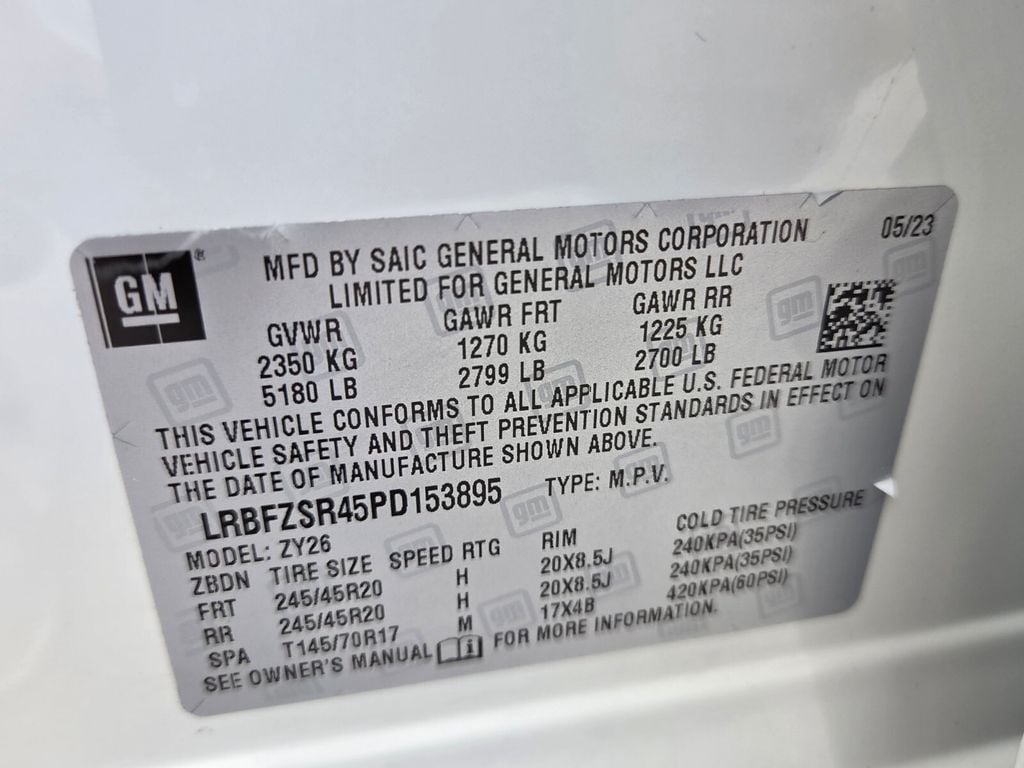 GM ®
MFD BY SAIC GENERAL MOTORS CORPORATION 05/23
LIMITED FOR GENERAL MOTORS LLC
GVWR GAWR FRT GAWR RR
2350 KG 1270 KG 1225 KG
5180 LB 2799 LB 2700 LB
THIS VEHICLE CONFORMS TO ALL APPLICABLE U.S. FEDERAL MOTOR
VEHICLE SAFETY AND THEFT PREVENTION STANDARDS IN EFFECT ON
THE DATE OF MANUFACTURE SHOWN ABOVE.
LRBFZSR45PD153895 TYPE: M.P.V.
MODEL: ZY26
ZBDN TIRE SIZE SPEED RTG RIM COLD TIRE PRESSURE
FRT 245/45R20 H 20X8.5J 240KPA(35PSI)
RR 245/45R20 H 20X8.5J 240KPA(35PSI)
SPA T145/70R17 M 17X4B 420KPA(60PSI)
SEE OWNER'S MANUAL i FOR MORE INFORMATION.